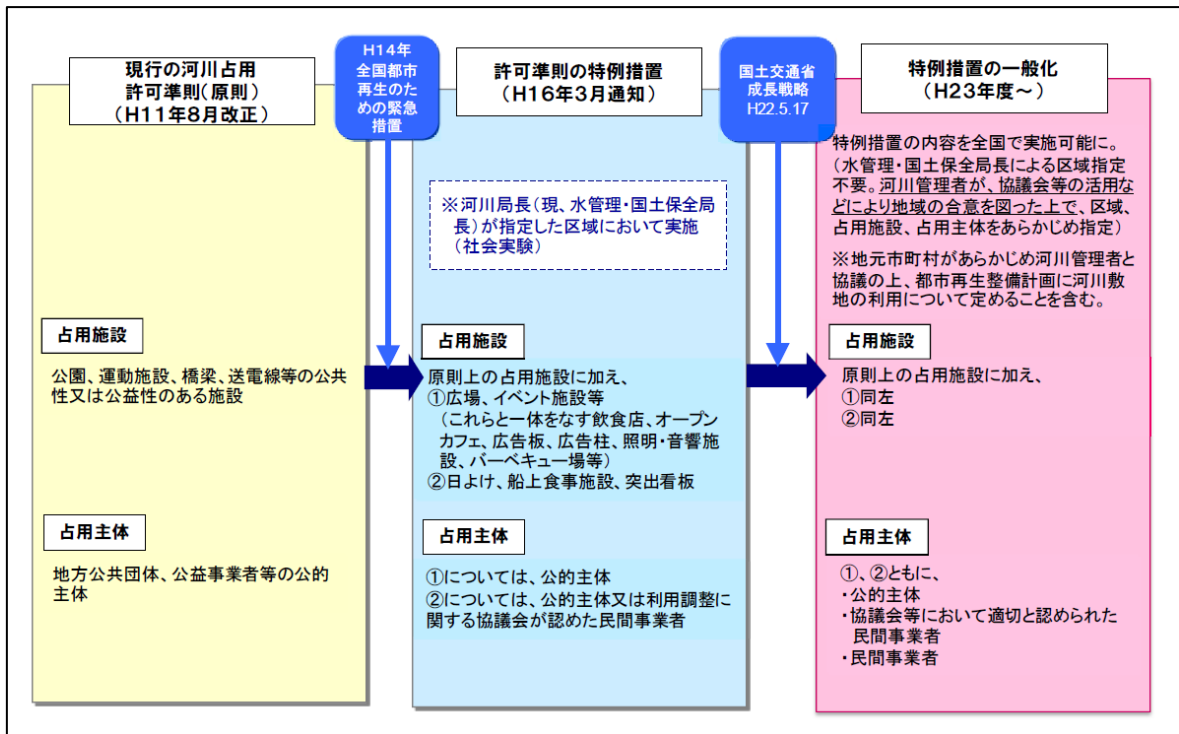 現行の河川占用
許可準則(原則)
(H11年8月改正)
占用施設
公園、運動施設、橋梁、送電線等の公共
性又は公益性のある施設
占用主体
地方公共団体、公益事業者等の公的
主体
H14年
全国都市
再生のため
の緊急
措置
許可準則の特例措置
(H16年3月通知)
※河川局長(現、水管理・国土保全局
長)が指定した区域において実施
(社会実験)
占用施設
原則上の占用施設に加え、
①広場、イベント施設等
(これらと一体をなす飲食店、オープン
カフェ、広告板、広告柱、照明・音響施
設、バーベキュー場等)
②日よけ、船上食事施設、突出看板
占用主体
①については、公的主体
②については、公的主体又は利用調整に
関する協議会が認めた民間事業者
国土交通省
成長戦略
H22.5.17
特例措置の一般化
(H23年度~)
特例措置の内容を全国で実施可能に。
(水管理・国土保全局長による区域指定
不要。河川管理者が、協議会等の活用な
どにより地域の合意を図った上で、区域、
占用施設、占用主体をあらかじめ指定)
※地元市町村があらかじめ河川管理者と
協議の上、都市再生整備計画に河川敷
地の利用について定めることを含む。
占用施設
原則上の占用施設に加え、
①同左
②同左
占用主体
①、②ともに、
・公的主体
・協議会等において適切と認められた
民間事業者
・民間事業者